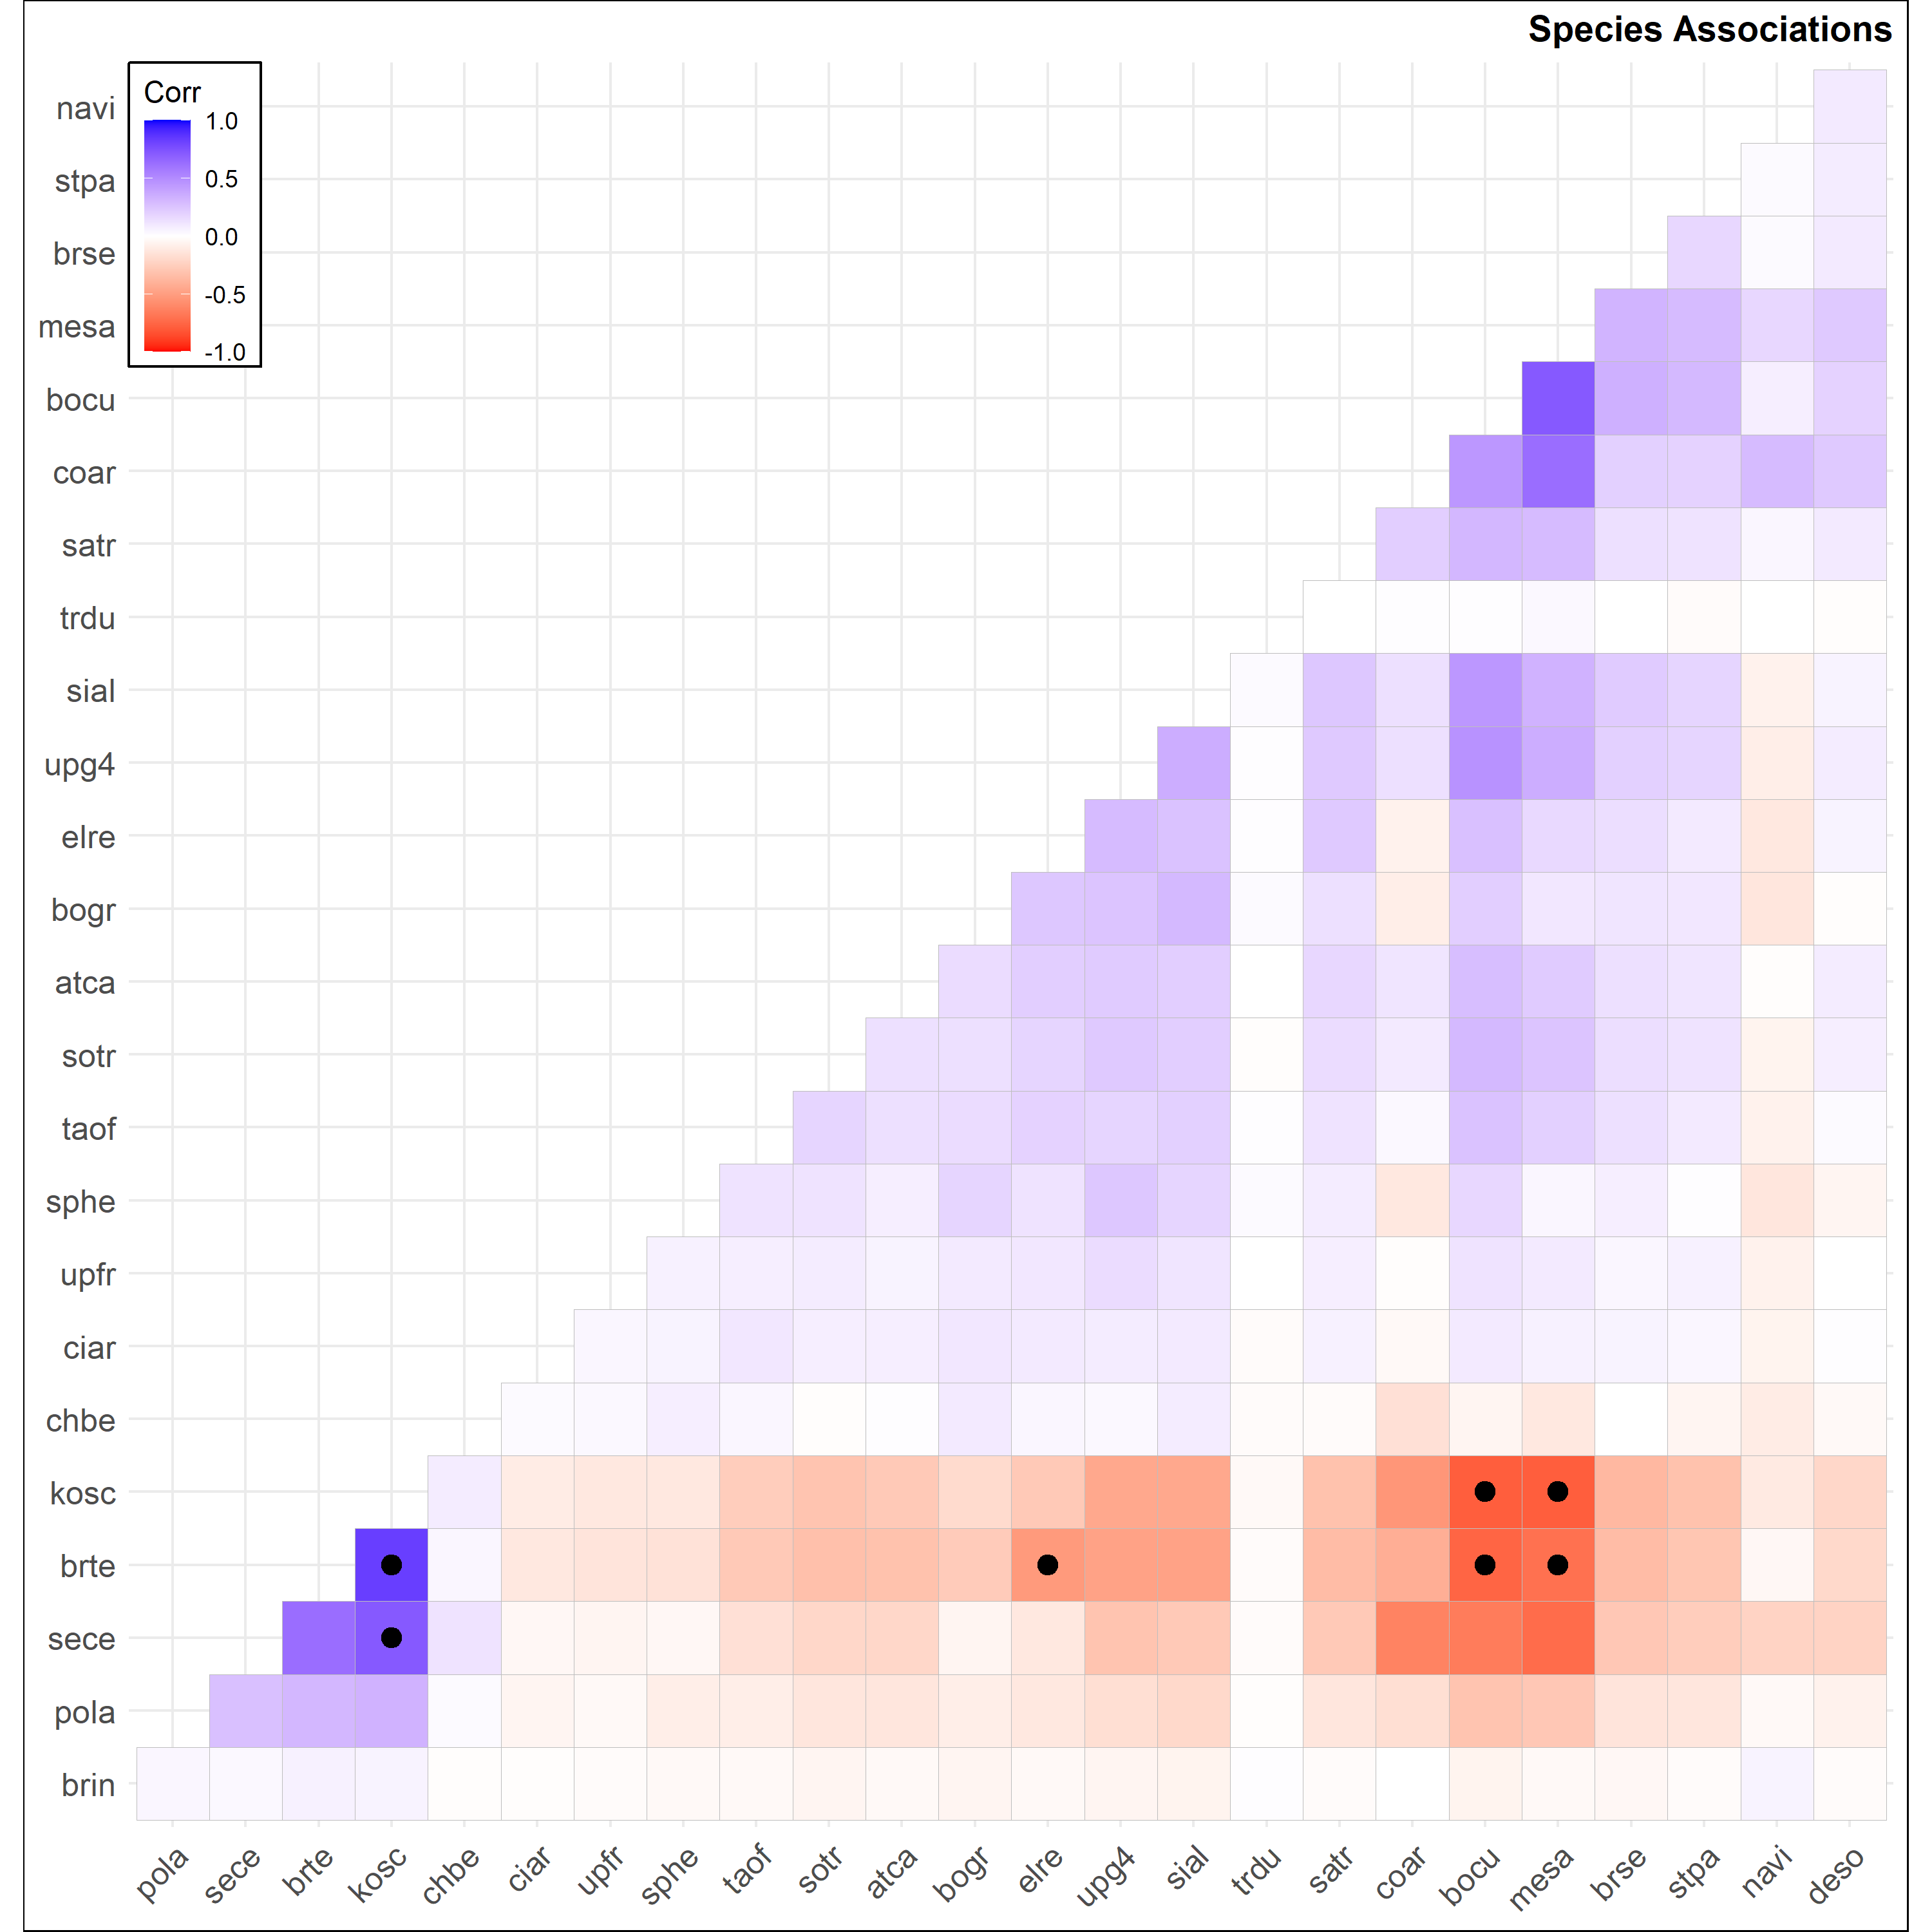 Species Associations
Corr
1.0
0.5
0.0
-0.5
-1.0
navi
stpa
brse
mesa
bocu
coar
satr
trdu
sial
upg4
elre
bogr
atca
sotr
taof
sphe
upfr
ciar
chbe
kosc
brte
sece
pola
brin
pola sece brte kosc chbe ciar upfr sphe taof sotr atca bogr elre upg4 sial trdu satr coar bocu mesa brse stpa navi deso